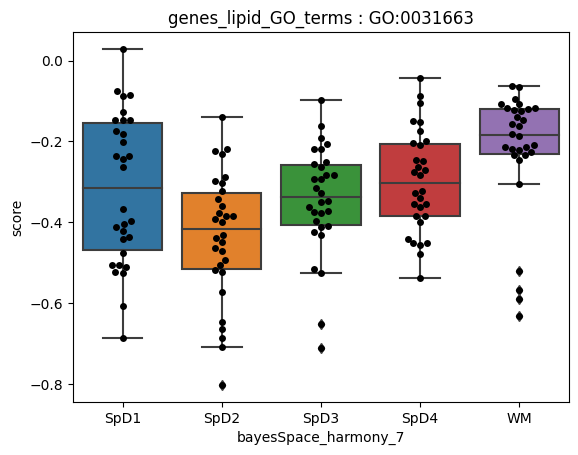 genes_lipid_GO_terms : GO:0031663
0.0
−0.2
−0.4
−0.6
−0.8
score
SpD1 SpD2 SpD3 SpD4 WM
bayesSpace_harmony_7